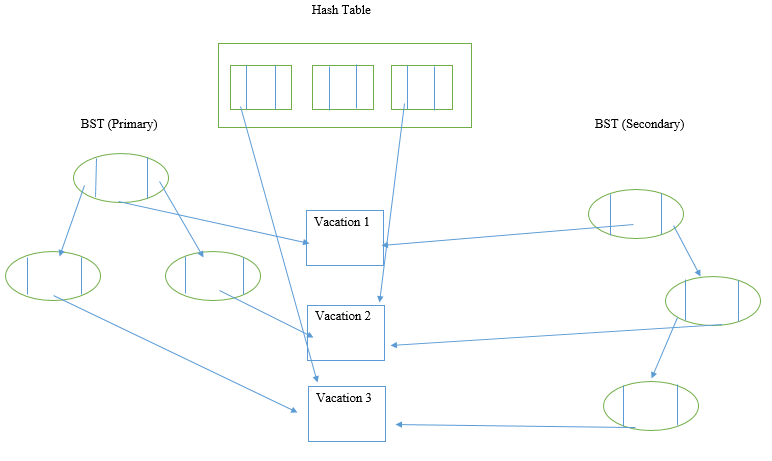 Hash Table
BST (Primary)
BST (Secondary)
Vacation 1
Vacation 2
Vacation 3